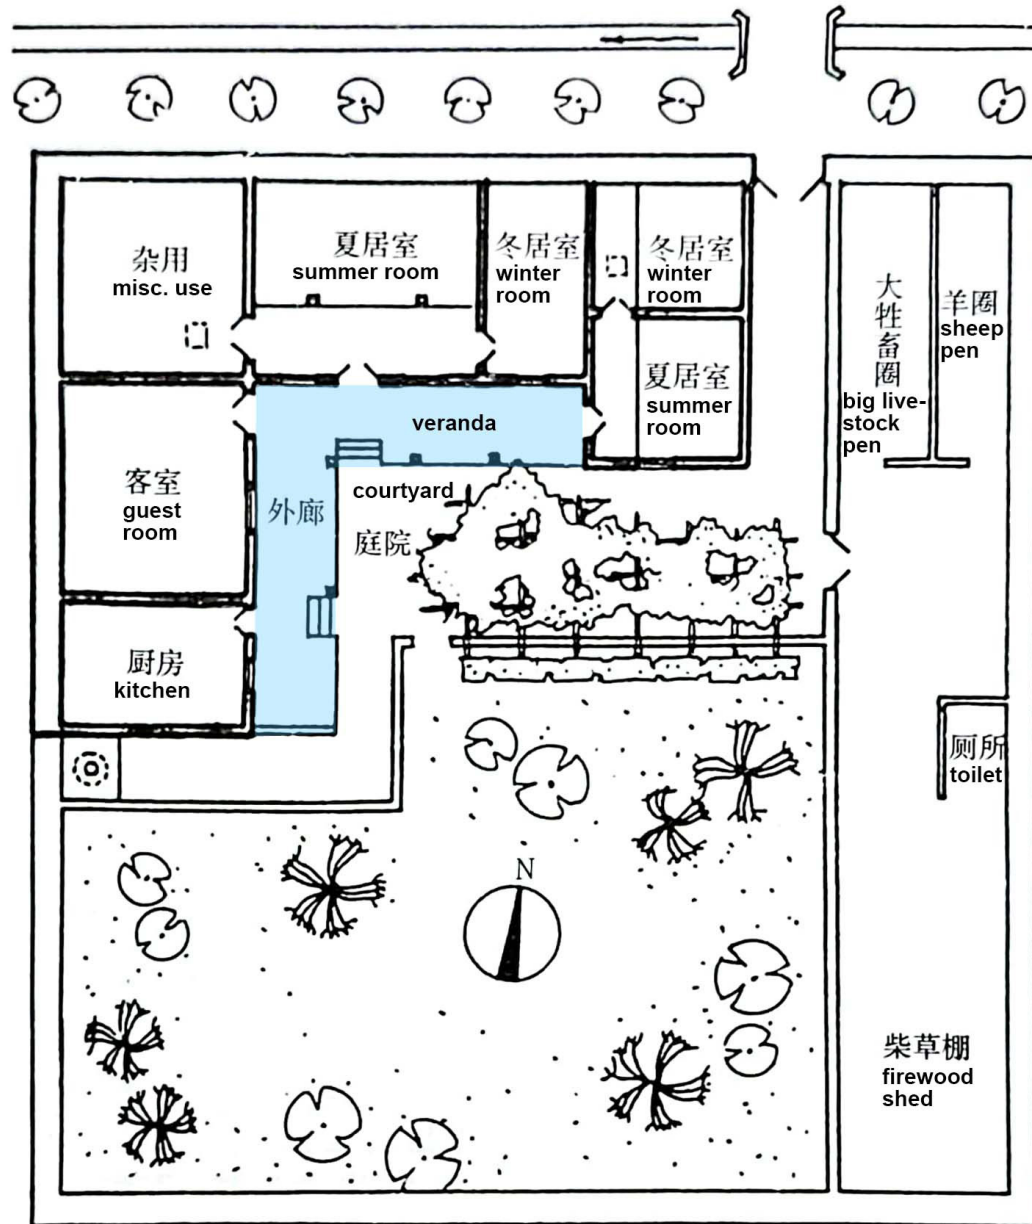 杂用
misc. use
夏居室
summer room
冬居室
winter
room
冬居室
winter
room
夏居室
summer
room
大牲畜圈
big live-
stock
pen
羊圈
sheep
pen
veranda
客室
guest
room
外廊
courtyard
庭院
厨房
kitchen
厕所
toilet
N
柴草棚
firewood
shed